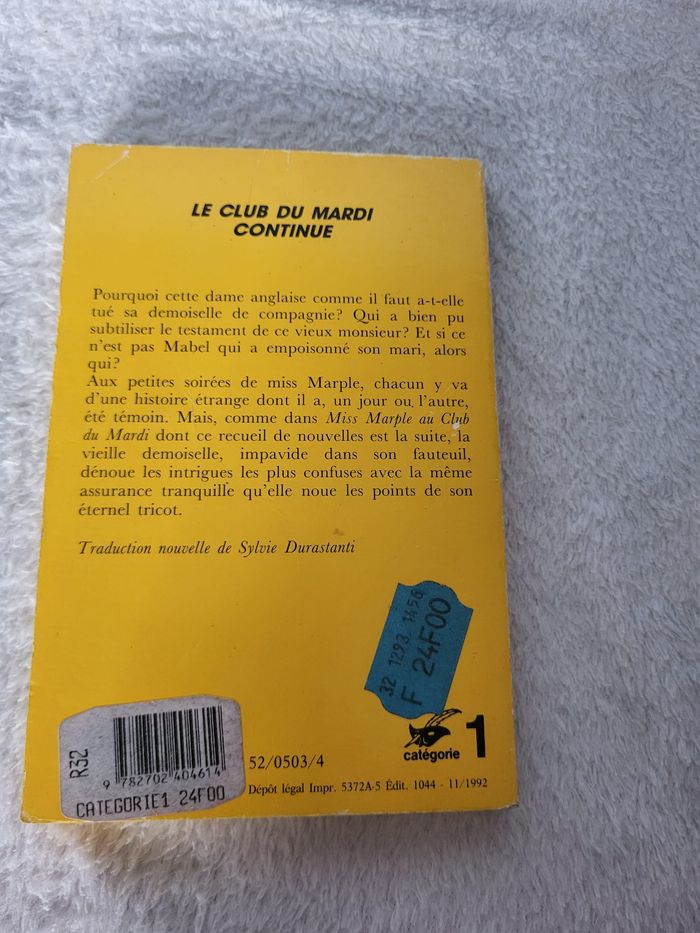 LE CLUB DU MARDI
CONTINUE
Pourquoi cette dame anglaise comme il faut a-t-elle
tué sa demoiselle de compagnie? Qui a bien pu
subtiliser le testament de ce vieux monsieur? Et si ce
n'est pas Mabel qui a empoisonné son mari, alors
qui?
Aux petites soirées de miss Marple, chacun y va
d'une histoire étrange dont il a, un jour ou l'autre,
été témoin. Mais, comme dans Miss Marple au Club
du Mardi dont ce recueil de nouvelles est la suite, la
vieille demoiselle, impavide dans son fauteuil,
dénoue les intrigues les plus confuses avec la même
assurance tranquille qu'elle noue les points de son
éternel tricot.
Traduction nouvelle de Sylvie Durastanti
32 1293 1456
F 24F00
catégorie 1
R32
9 782702 404614
CATEGORIE1 24F00
52/0503/4
Dépôt légal Impr. 5372A-5 Édit. 1044 - 11/1992